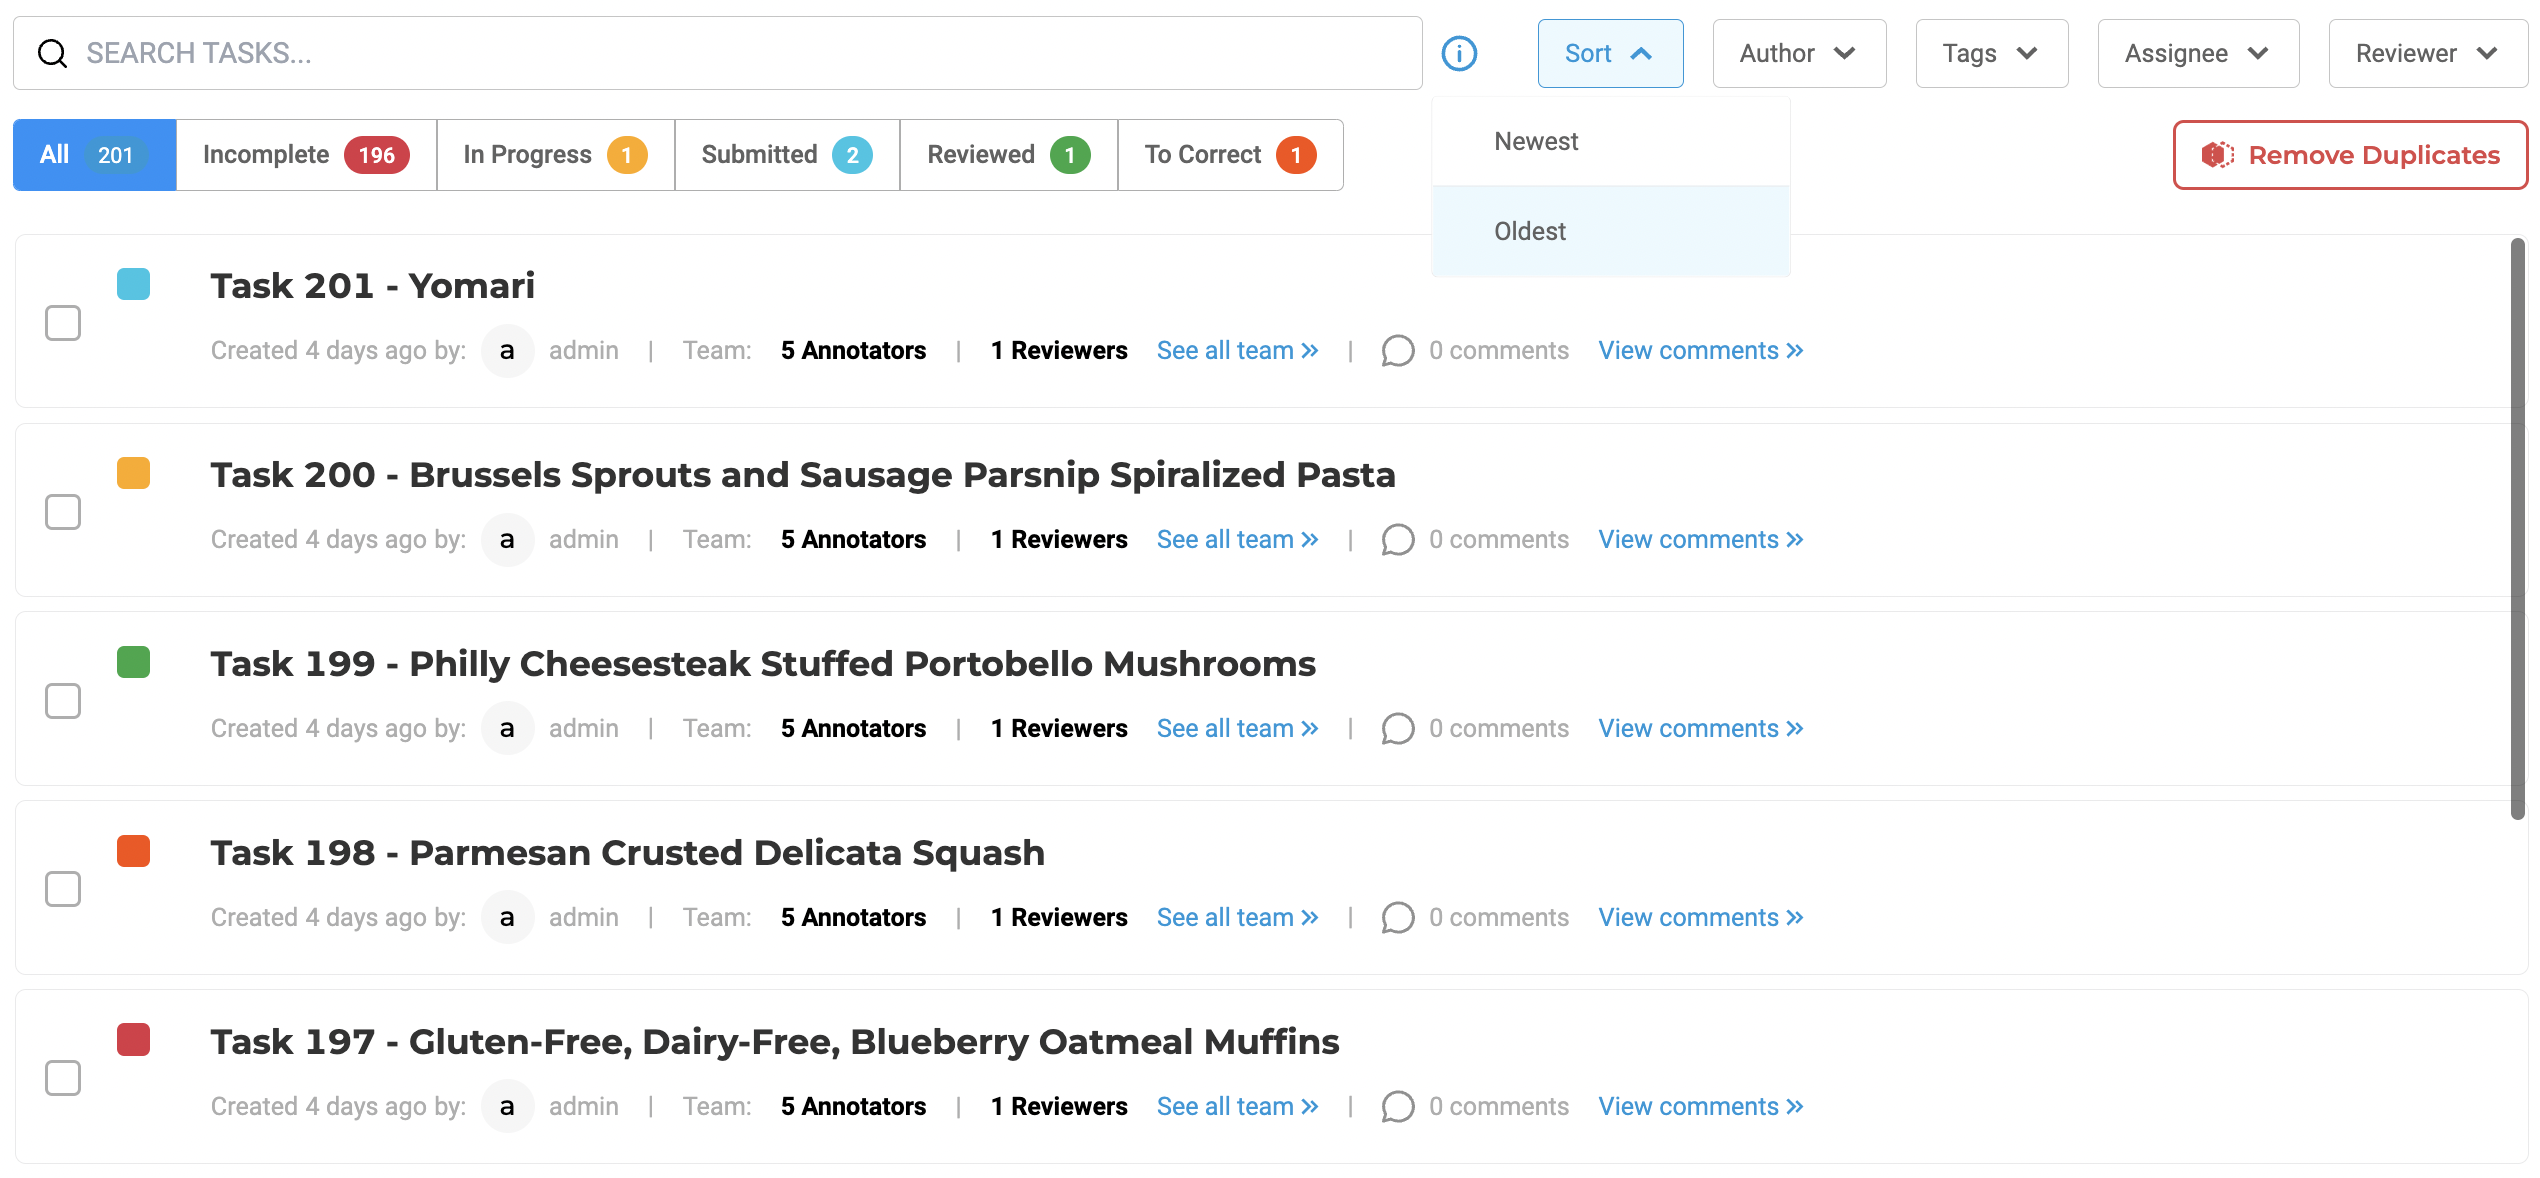 SEARCH TASKS...
Sort
Author
Tags
Assignee
Reviewer
All 201
Incomplete 196
In Progress 1
Submitted 2
Reviewed 1
To Correct 1
Newest
Oldest
Remove Duplicates
Task 201 - Yomari
Created 4 days ago by: a admin | Team: 5 Annotators | 1 Reviewers See all team » | 0 comments View comments »
Task 200 - Brussels Sprouts and Sausage Parsnip Spiralized Pasta
Created 4 days ago by: a admin | Team: 5 Annotators | 1 Reviewers See all team » | 0 comments View comments »
Task 199 - Philly Cheesesteak Stuffed Portobello Mushrooms
Created 4 days ago by: a admin | Team: 5 Annotators | 1 Reviewers See all team » | 0 comments View comments »
Task 198 - Parmesan Crusted Delicata Squash
Created 4 days ago by: a admin | Team: 5 Annotators | 1 Reviewers See all team » | 0 comments View comments »
Task 197 - Gluten-Free, Dairy-Free, Blueberry Oatmeal Muffins
Created 4 days ago by: a admin | Team: 5 Annotators | 1 Reviewers See all team » | 0 comments View comments »